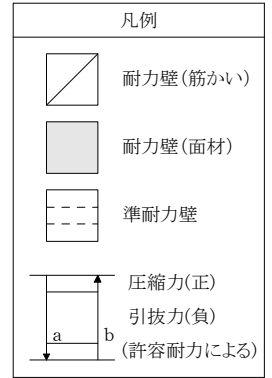 凡例
耐力壁(筋かい)
耐力壁(面材)
準耐力壁
圧縮力(正)
引抜力(負)
a b (許容耐力による)